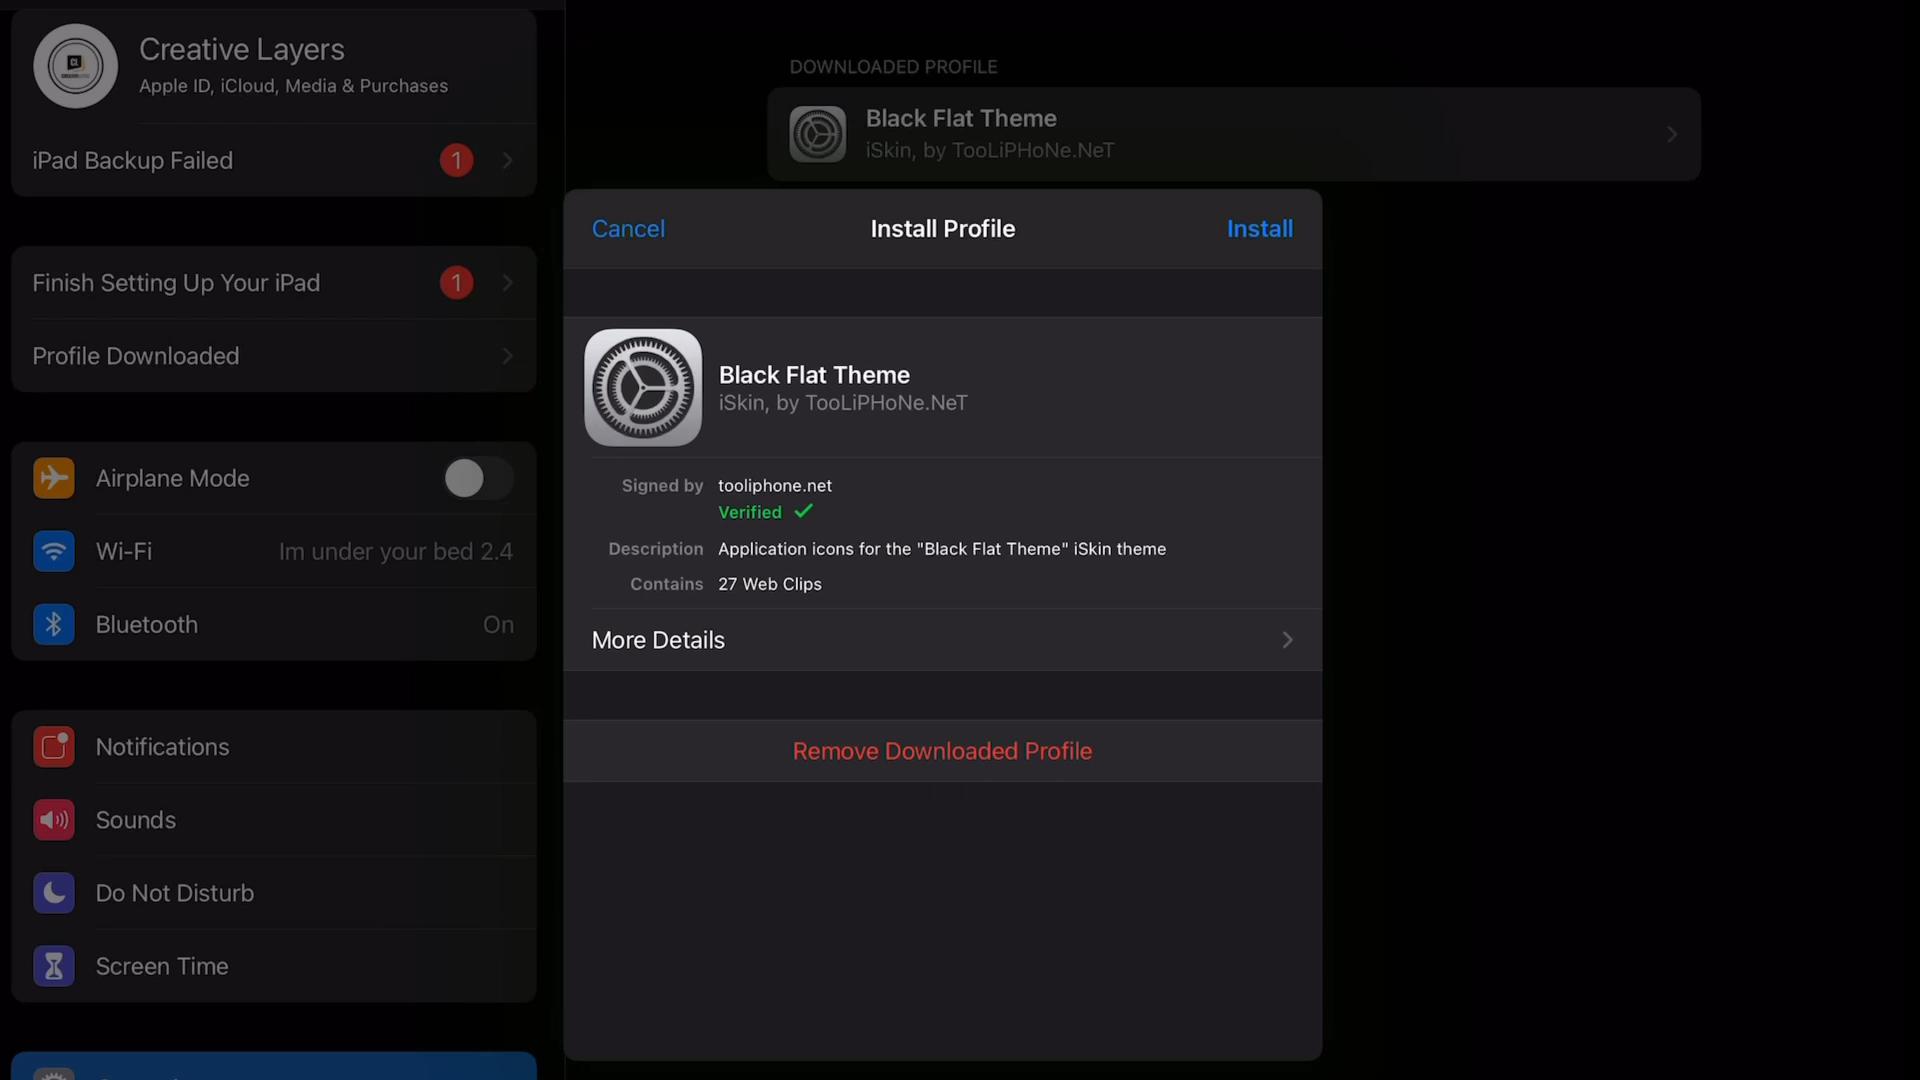 Creative Layers
Apple ID, iCloud, Media & Purchases
iPad Backup Failed 1
Finish Setting Up Your iPad 1
Profile Downloaded
Airplane Mode
Wi-Fi Im under your bed 2.4
Bluetooth On
Notifications
Sounds
Do Not Disturb
Screen Time
DOWNLOADED PROFILE
Black Flat Theme
iSkin, by TooLiPHoNe.NeT
Cancel Install Profile Install
Black Flat Theme
iSkin, by TooLiPHoNe.NeT
Signed by tooliphone.net
Verified
Description Application icons for the "Black Flat Theme" iSkin theme
Contains 27 Web Clips
More Details
Remove Downloaded Profile